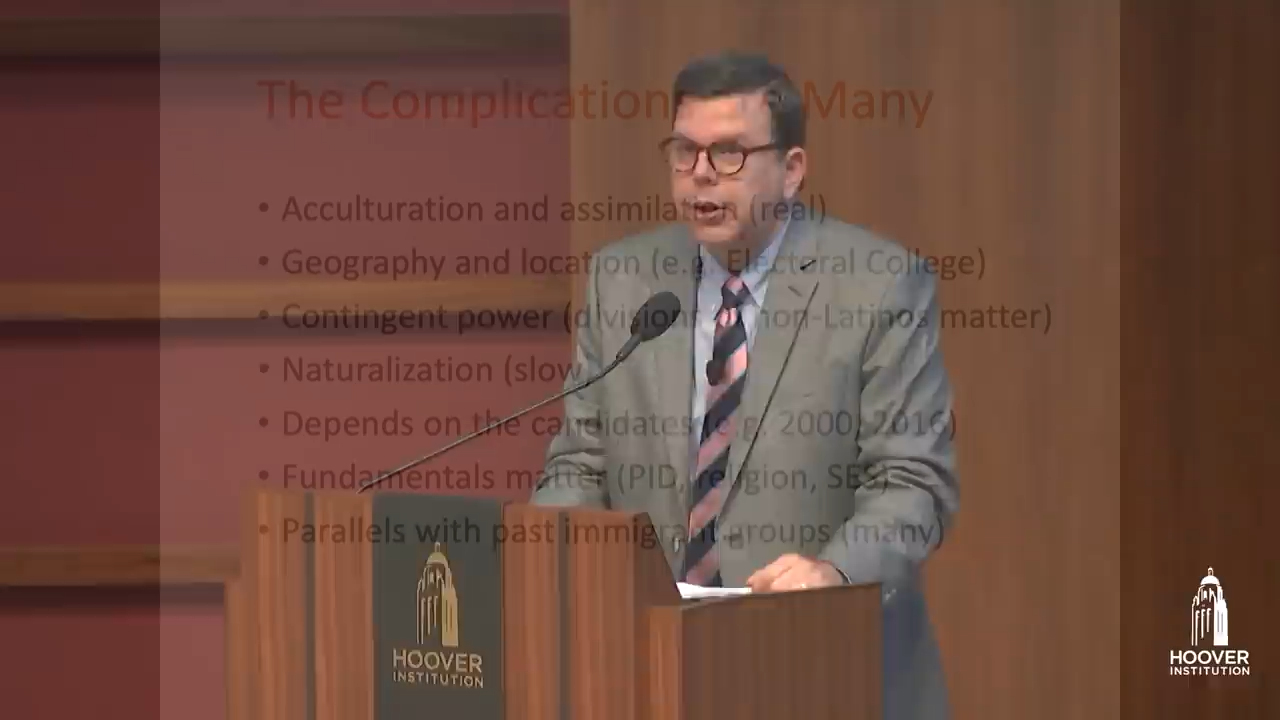 The Complication Many
• Acculturation and assimila (real)
• Geography and location (e.g. Electoral College)
• Contingent power (divisions non-Latinos matter)
• Naturalization (slow
• Depends on the candidates (e.g. 2000, 2016)
• Fundamentals matter (PID, religion, SES)
• Parallels with past immigrant groups (many)
HOOVER
INSTITUTION
HOOVER
INSTITUTION